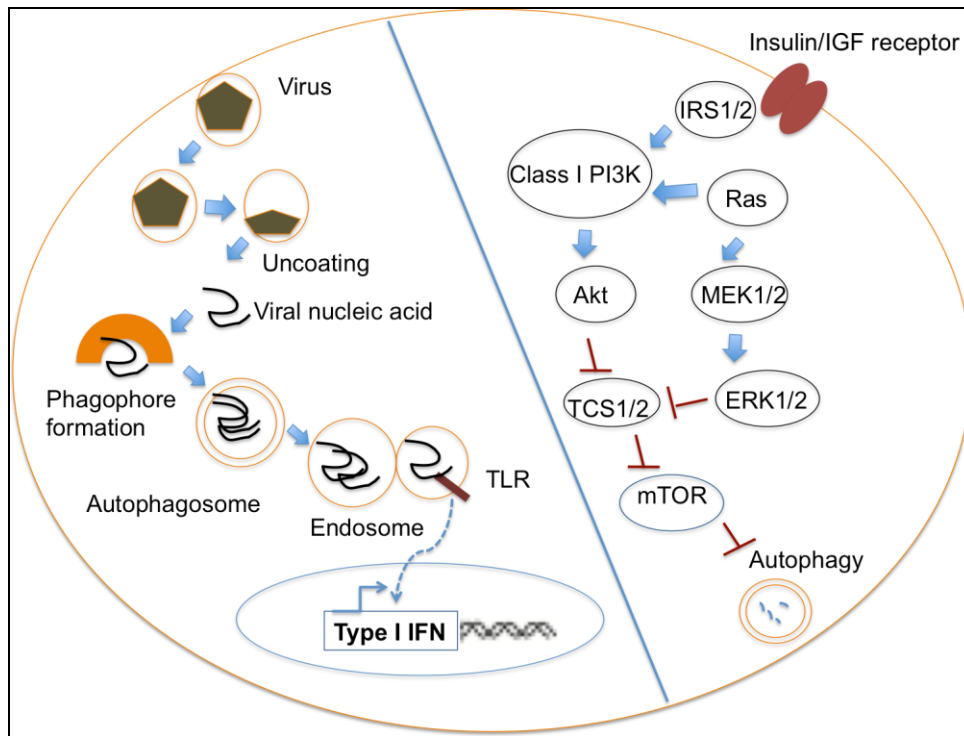 Virus
Uncoating
Viral nucleic acid
Phagophore
formation
Autophagosome
Endosome
TLR
Type I IFN
Insulin/IGF receptor
IRS1/2
Class I PI3K
Ras
Akt
MEK1/2
TCS1/2
ERK1/2
mTOR
Autophagy